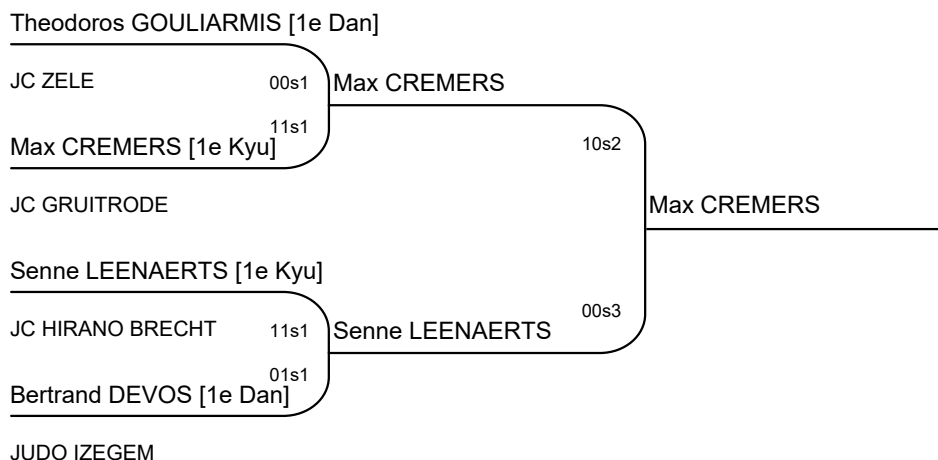 Theodoros GOULIARMIS [1e Dan]
JC ZELE
00s1
Max CREMERS
11s1
Max CREMERS [1e Kyu]
10s2
JC GRUITRODE
Max CREMERS
Senne LEENAERTS [1e Kyu]
00s3
JC HIRANO BRECHT
11s1
Senne LEENAERTS
01s1
Bertrand DEVOS [1e Dan]
JUDO IZEGEM